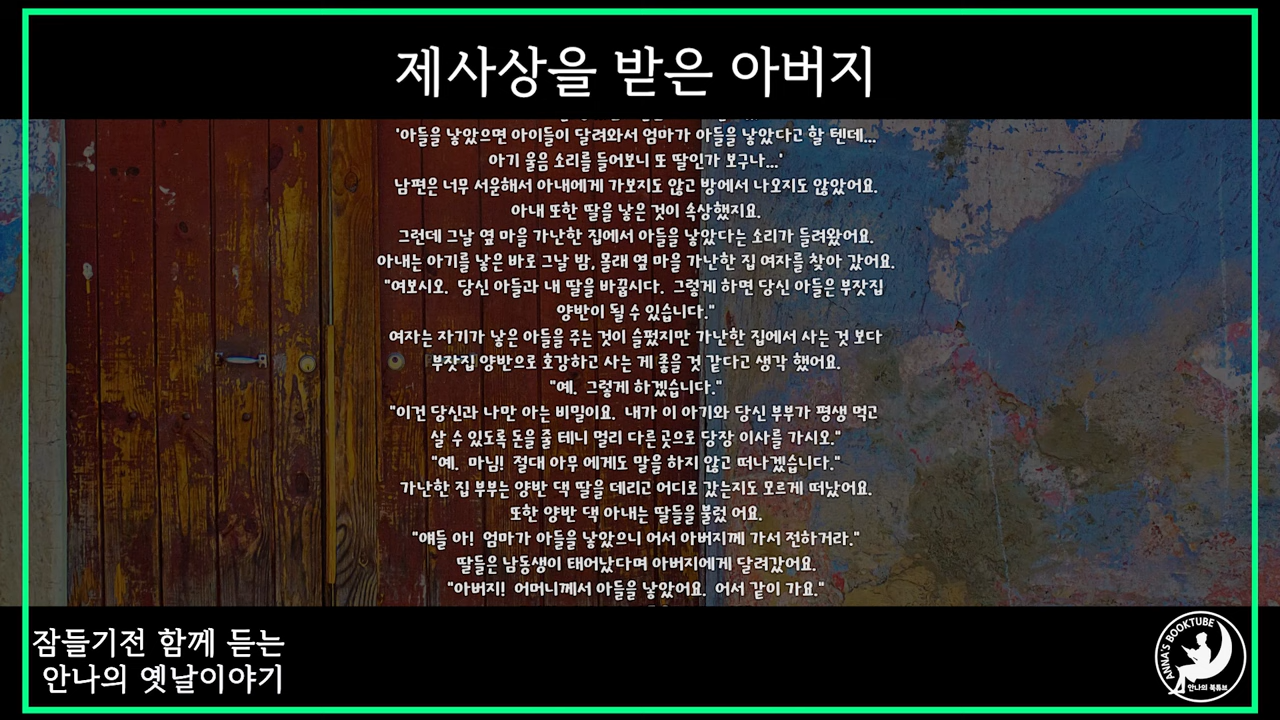 제사상을 받은 아버지
'아들을 낳았으면 아이들이 달려와서 엄마가 아들을 낳았다고 할 텐데...
아기 울음 소리를 들어보니 또 딸인가 보구나...'
남편은 너무 서운해서 아내에게 가보지도 않고 방에서 나오지도 않았어요.
아내 또한 딸을 낳은 것이 속상했지요.
그런데 그날 옆 마을 가난한 집에서 아들을 낳았다는 소리가 들려왔어요.
아내는 아기를 낳은 바로 그날 밤, 몰래 옆 마을 가난한 집 여자를 찾아 갔어요.
"여보시오. 당신 아들과 내 딸을 바꿉시다. 그렇게 하면 당신 아들은 부잣집
양반이 될 수 있습니다."
여자는 자기가 낳은 아들을 주는 것이 슬펐지만 가난한 집에서 사는 것 보다
부잣집 양반으로 호강하고 사는 게 좋을 것 같다고 생각 했어요.
"예. 그렇게 하겠습니다."
"이건 당신과 나만 아는 비밀이요. 내가 이 아기와 당신 부부가 평생 먹고
살 수 있도록 돈을 줄 테니 멀리 다른 곳으로 당장 이사를 가시오."
"예. 마님! 절대 아무 에게도 말을 하지 않고 떠나겠습니다."
가난한 집 부부는 양반 댁 딸을 데리고 어디로 갔는지도 모르게 떠났어요.
또한 양반 댁 아내는 딸들을 불렀 어요.
"얘들 아! 엄마가 아들을 낳았으니 어서 아버지께 가서 전하거라."
딸들은 남동생이 태어났다며 아버지에게 달려갔어요.
"아버지! 어머니께서 아들을 낳았어요. 어서 같이 가요."
잠들기전 함께 듣는
안나의 옛날이야기
ANNA'S BOOKTUBE
안나의 북튜브